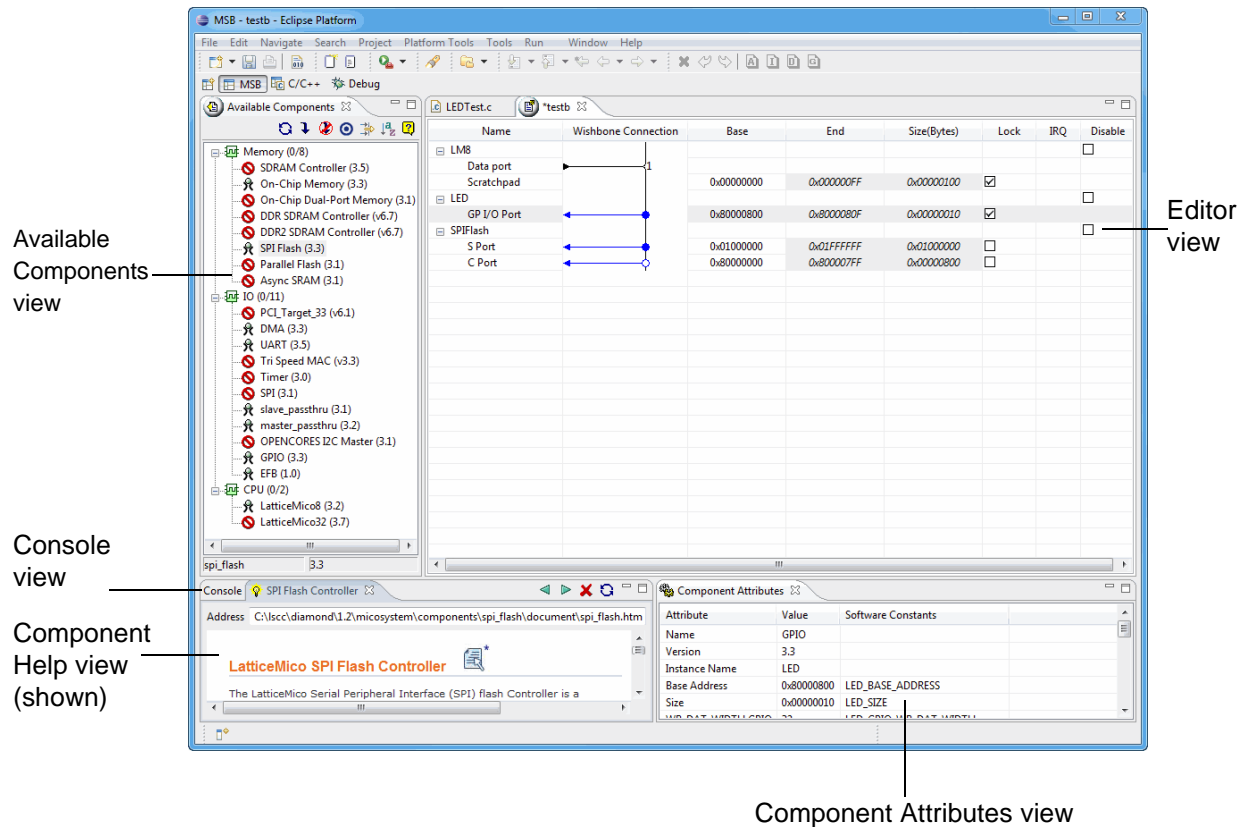 MSB - testb - Eclipse Platform
File Edit Navigate Search Project Platform Tools Tools Run Window Help
MSB C/C++ Debug
Available Components
Memory (0/8)
SDRAM Controller (3.5)
On-Chip Memory (3.3)
On-Chip Dual-Port Memory (3.1)
DDR SDRAM Controller (v6.7)
DDR2 SDRAM Controller (v6.7)
SPI Flash (3.3)
Parallel Flash (3.1)
Async SRAM (3.1)
IO (0/11)
PCI_Target_33 (v6.1)
DMA (3.3)
UART (3.5)
Tri Speed MAC (v3.3)
Timer (3.0)
SPI (3.1)
slave_passthru (3.1)
master_passthru (3.2)
OPENCORES I2C Master (3.1)
GPIO (3.3)
EFB (1.0)
CPU (0/2)
LatticeMico8 (3.2)
LatticeMico32 (3.7)
spi_flash 3.3
LEDTest.c *testb
Name Wishbone Connection Base End Size(Bytes) Lock IRQ Disable
LM8
Data port 1
Scratchpad 0x00000000 0x000000FF 0x00000100
LED
GP I/O Port 0x80000800 0x8000080F 0x00000010
SPIFlash
S Port 0x01000000 0x01FFFFFF 0x01000000
C Port 0x80000000 0x800007FF 0x00000800
Console SPI Flash Controller
Address C:\lscc\diamond\1.2\micosystem\components\spi_flash\document\spi_flash.htm
LatticeMico SPI Flash Controller *
The LatticeMico Serial Peripheral Interface (SPI) flash Controller is a
Component Attributes
Attribute Value Software Constants
Name GPIO
Version 3.3
Instance Name LED
Base Address 0x80000800 LED_BASE_ADDRESS
Size 0x00000010 LED_SIZE
WB_DAT_WIDTH GPIO 32 LED_GPIO_WB_DAT_WIDTH
Available
Components
view
Console
view
Component
Help view
(shown)
Editor
view
Component Attributes view